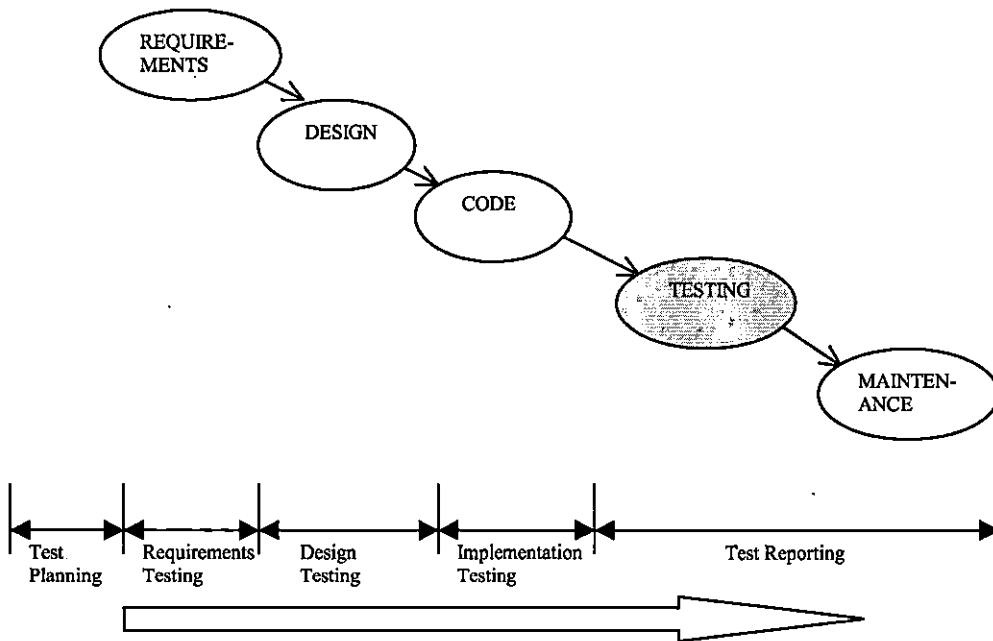 REQUIRE-
MENTS
DESIGN
CODE
TESTING
MAINTEN-
ANCE
Test
Planning
Requirements
Testing
Design
Testing
Implementation
Testing
Test Reporting